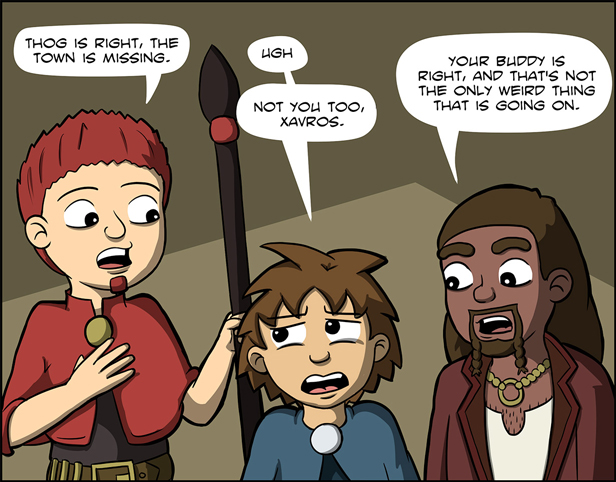 THOG IS RIGHT, THE
TOWN IS MISSING.
UGH
NOT YOU TOO,
XAVROS.
YOUR BUDDY IS
RIGHT, AND THAT'S NOT
THE ONLY WEIRD THING
THAT IS GOING ON.